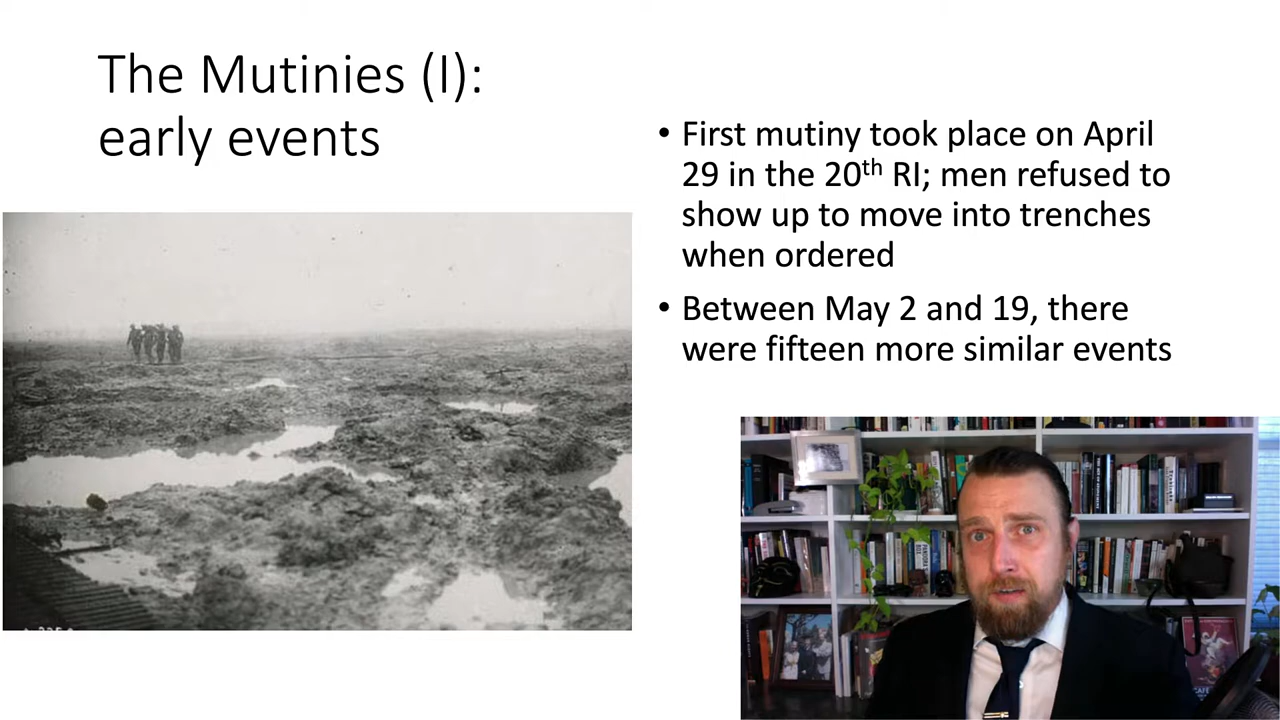 The Mutinies (I):
early events
• First mutiny took place on April
29 in the 20th RI; men refused to
show up to move into trenches
when ordered
• Between May 2 and 19, there
were fifteen more similar events